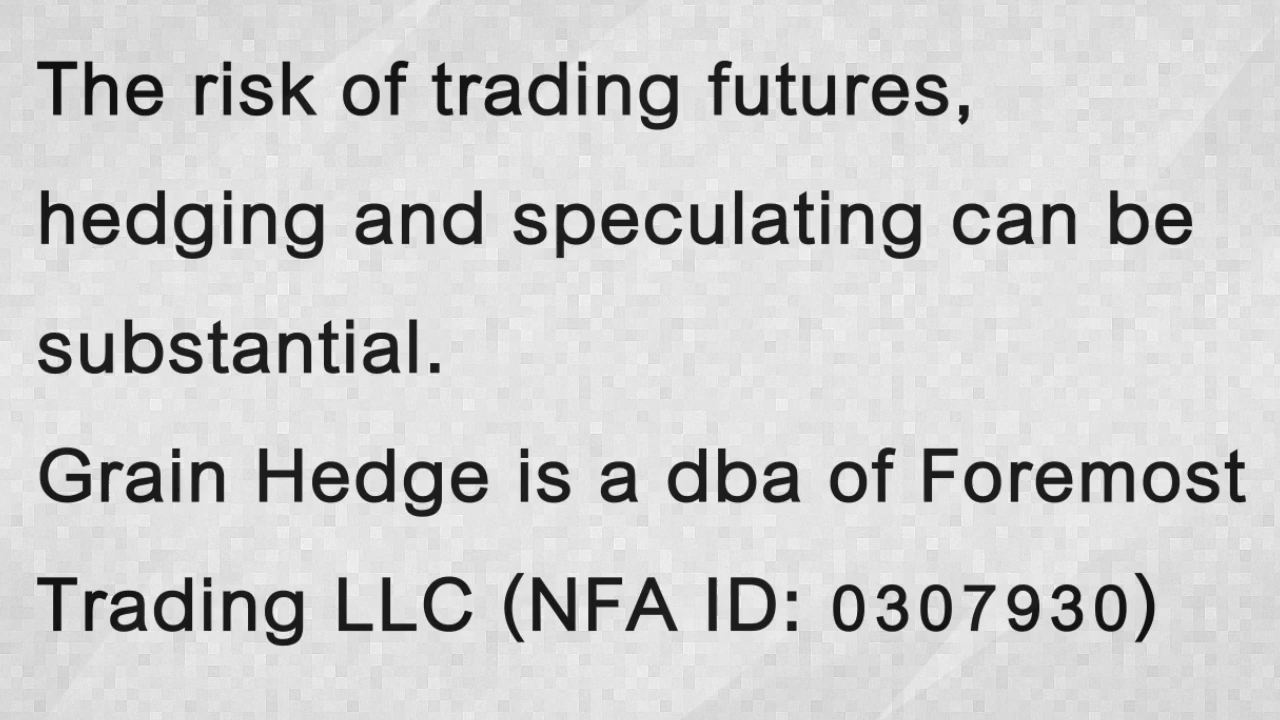 The risk of trading futures,
hedging and speculating can be
substantial.
Grain Hedge is a dba of Foremost
Trading LLC (NFA ID: 0307930)